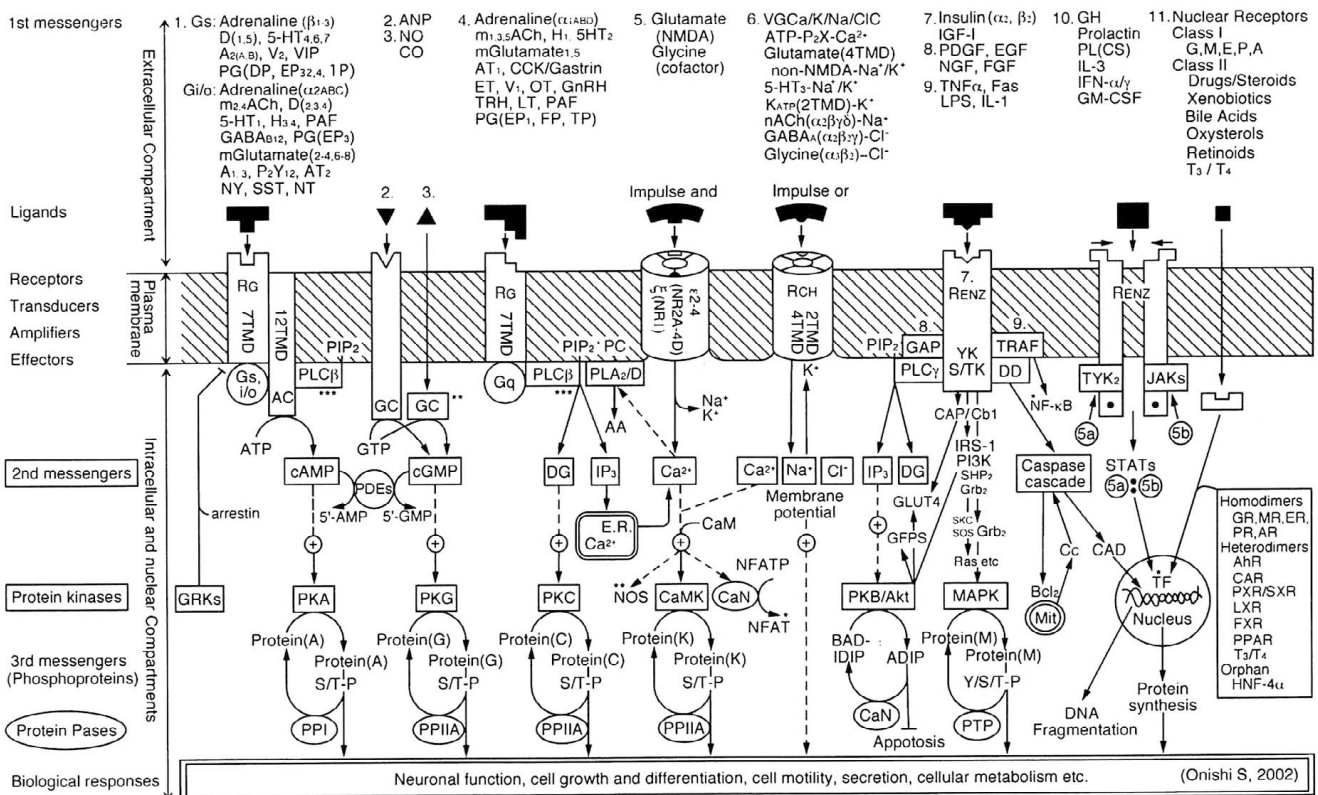 1st messengers
Extracellular Compartment
1. Gs: Adrenaline (β1-3)
D(1,5), 5-HT4,6,7
A2(A,B), V2, VIP
PG(DP, EP32,4, 1P)
Gi/o: Adrenaline(α2ABC)
m2,4ACh, D(2,3,4)
5-HT1, H3,4, PAF
GABAB12, PG(EP3)
mGlutamate(2-4,6-8)
A1,3, P2Y12, AT2
NY, SST, NT
2. ANP
3. NO
CO
4. Adrenaline(α1ABD)
m1,3,5ACh, H1, 5HT2
mGlutamate1,5
AT1, CCK/Gastrin
ET, V1, OT, GnRH
TRH, LT, PAF
PG(EP1, FP, TP)
5. Glutamate
(NMDA)
Glycine
(cofactor)
6. VGCa/K/Na/ClC
ATP-P2X-Ca2+
Glutamate(4TMD)
non-NMDA-Na+/K+
5-HT3-Na+/K+
KATP(2TMD)-K+
nACh(α2βγδ)-Na+
GABAA(α2β2γ)-Cl-
Glycine(α3β2)-Cl-
7. Insulin(α2, β2)
IGF-I
8. PDGF, EGF
NGF, FGF
9. TNFα, Fas
LPS, IL-1
10. GH
Prolactin
PL(CS)
IL-3
IFN-α/γ
GM-CSF
11. Nuclear Receptors
Class I
G,M,E,P,A
Class II
Drugs/Steroids
Xenobiotics
Bile Acids
Oxysterols
Retinoids
T3 / T4
2.
3.
Impulse and
Impulse or
Ligands
Receptors
Transducers
Amplifiers
Effectors
Plasma
membrane
RG
7TMD
12TMD
AC
Gs,
i/o
PIP2
PLCβ
***
GC
GC
**
RG
7TMD
Gq
PIP2
PC
PLCβ
***
PLA2/D
AA
ε2-4
(NR2A-4D)
ξ(NR1)
Na+
K+
RCH
2TMD
4TMD
K+
7.
RENZ
8.
9.
PIP2
GAP
PLCγ
YK
S/TK
TRAF
DD
*NF-κB
RENZ
TYK2
JAKs
5a
5b
Intracellular and nuclear Compartments
ATP
GTP
CAP/Cb1
IRS-1
PI3K
SHP2
Grb2
SKC
SOS
Grb2
Ras etc
2nd messengers
cAMP
PDEs
cGMP
5'-AMP
5'-GMP
DG
IP3
Ca2+
Ca2+
Na+
Cl-
Membrane
potential
IP3
DG
GLUT4
GFPS
Caspase
cascade
STATs
5a
5b
arrestin
E.R.
Ca2+
CaM
Cc
CAD
+
+
+
+
+
Homodimers
GR,MR,ER,
PR,AR
Heterodimers
AhR
CAR
PXR/SXR
LXR
FXR
PPAR
T3/T4
Orphan
HNF-4α
Protein kinases
GRKs
PKA
PKG
PKC
**
NOS
CaMK
CaN
NFATP
NFAT*
PKB/Akt
MAPK
Bcl2
Mit
*
TF
Nucleus
3rd messengers
(Phosphoproteins)
Protein(A)
Protein(A)
S/T-P
Protein(G)
Protein(G)
S/T-P
Protein(C)
Protein(C)
S/T-P
Protein(K)
Protein(K)
S/T-P
BAD-
IDIP
ADIP
Protein(M)
Protein(M)
Y/S/T-P
Protein
synthesis
DNA
Fragmentation
Protein Pases
PPI
PPIIA
PPIIA
PPIIA
CaN
Appotosis
PTP
Biological responses
Neuronal function, cell growth and differentiation, cell motility, secretion, cellular metabolism etc.
(Onishi S, 2002)